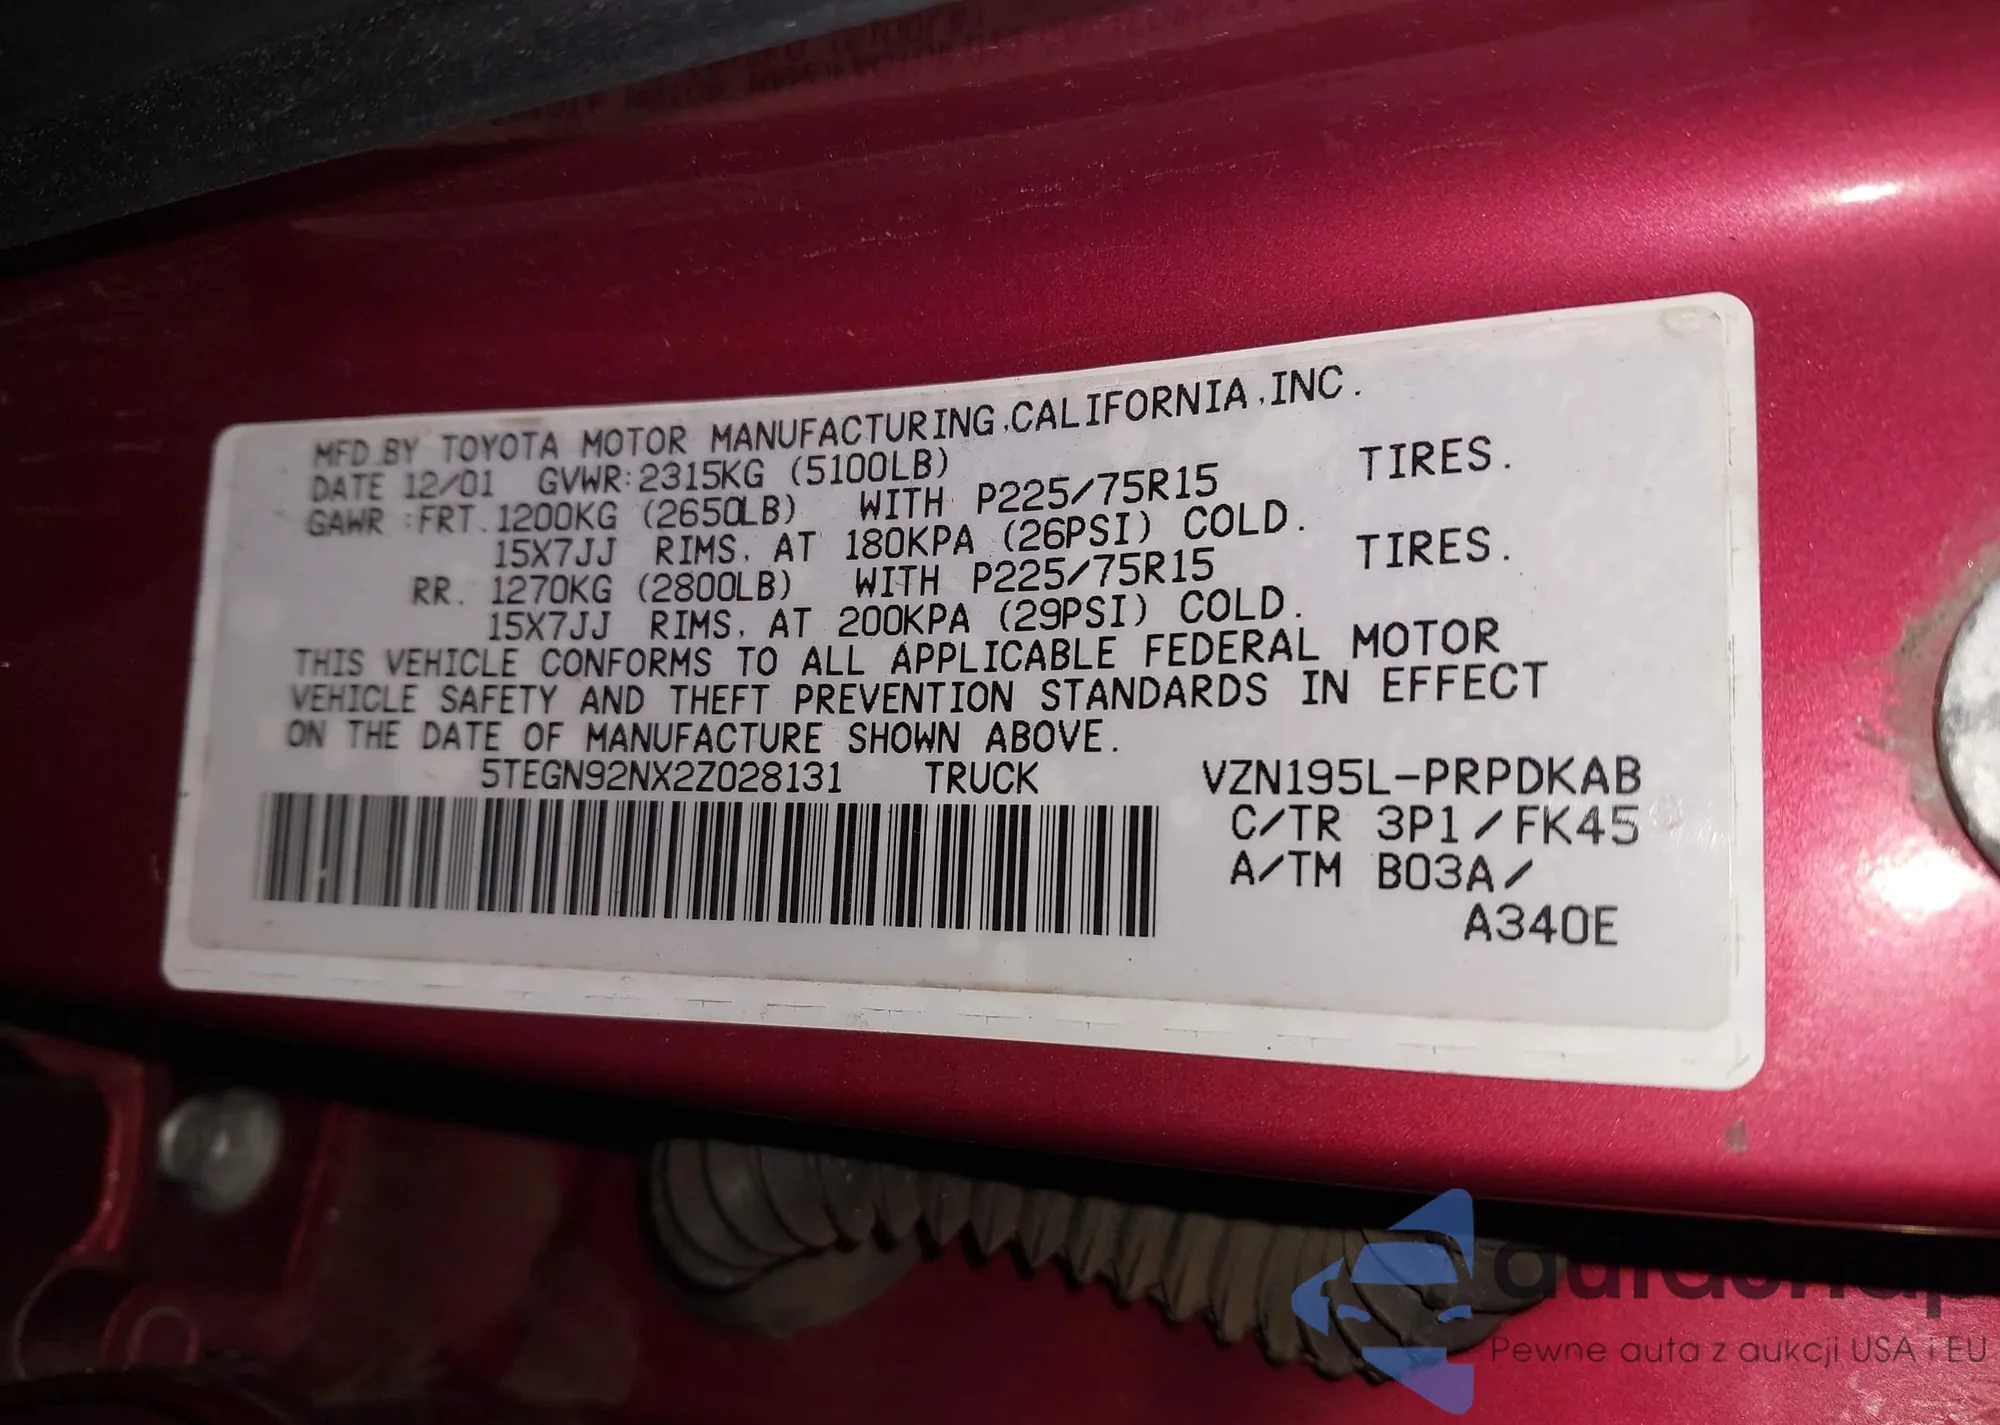 MFD.BY TOYOTA MOTOR MANUFACTURING,CALIFORNIA,INC.
DATE 12/01 GVWR:2315KG (5100LB)
GAWR :FRT. 1200KG (2650LB) WITH P225/75R15 TIRES.
15X7JJ RIMS, AT 180KPA (26PSI) COLD.
RR. 1270KG (2800LB) WITH P225/75R15 TIRES.
15X7JJ RIMS, AT 200KPA (29PSI) COLD.
THIS VEHICLE CONFORMS TO ALL APPLICABLE FEDERAL MOTOR
VEHICLE SAFETY AND THEFT PREVENTION STANDARDS IN EFFECT
ON THE DATE OF MANUFACTURE SHOWN ABOVE.
5TEGN92NX2Z028131 TRUCK VZN195L-PRPDKAB
C/TR 3P1/FK45
A/TM B03A/
A340E
Pewne auta z aukcji USA i EU